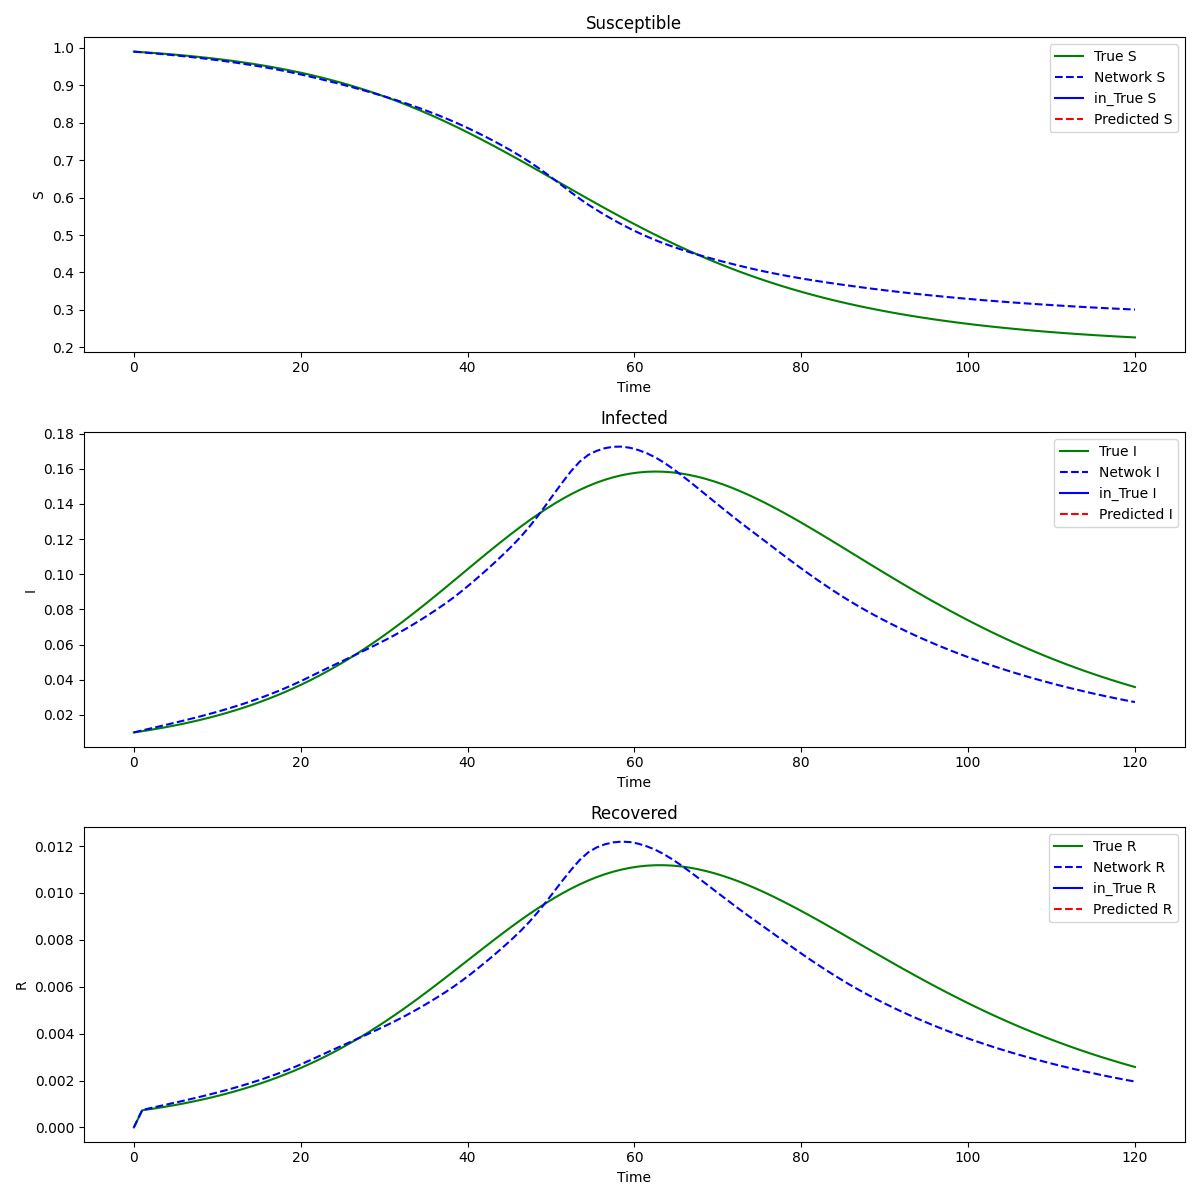 Susceptible
1.0
0.9
0.8
0.7
0.6
0.5
0.4
0.3
0.2
S
True S
Network S
in_True S
Predicted S
0 20 40 60 80 100 120
Time
Infected
0.18
0.16
0.14
0.12
0.10
0.08
0.06
0.04
0.02
I
True I
Netwok I
in_True I
Predicted I
0 20 40 60 80 100 120
Time
Recovered
0.012
0.010
0.008
0.006
0.004
0.002
0.000
R
True R
Network R
in_True R
Predicted R
0 20 40 60 80 100 120
Time